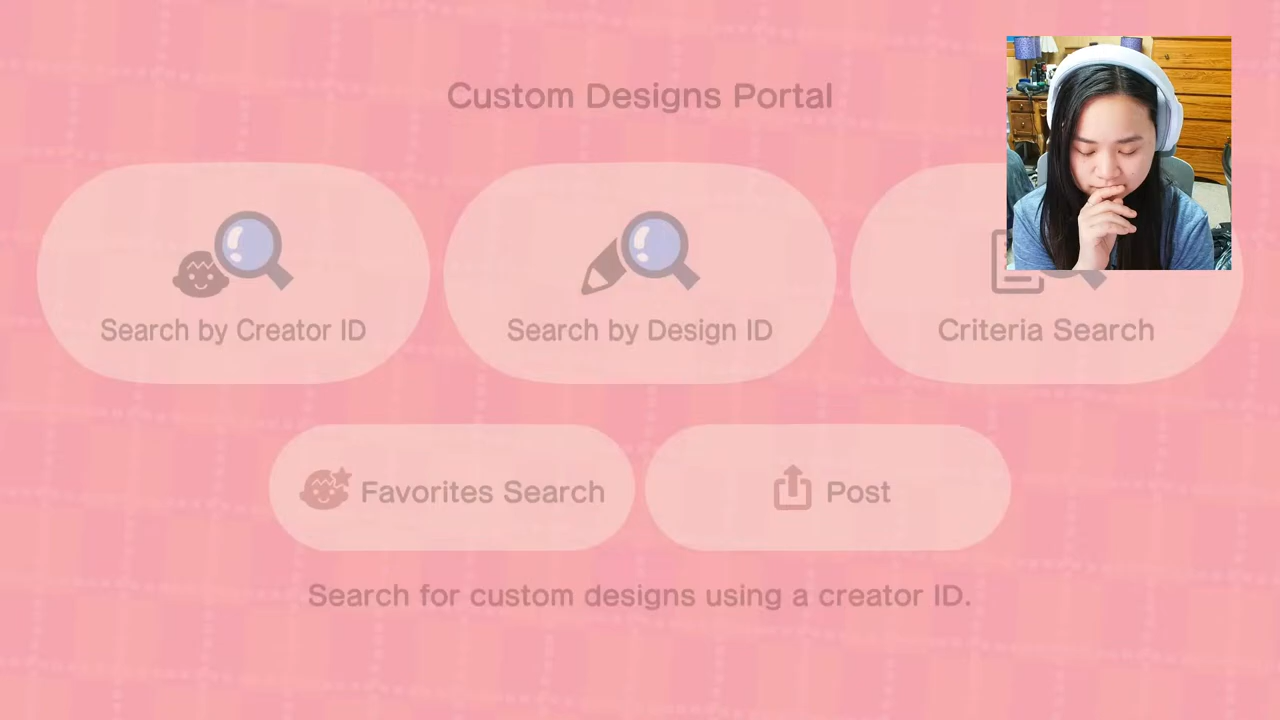 Custom Designs Portal
Search by Creator ID
Search by Design ID
Criteria Search
Favorites Search
Post
Search for custom designs using a creator ID.